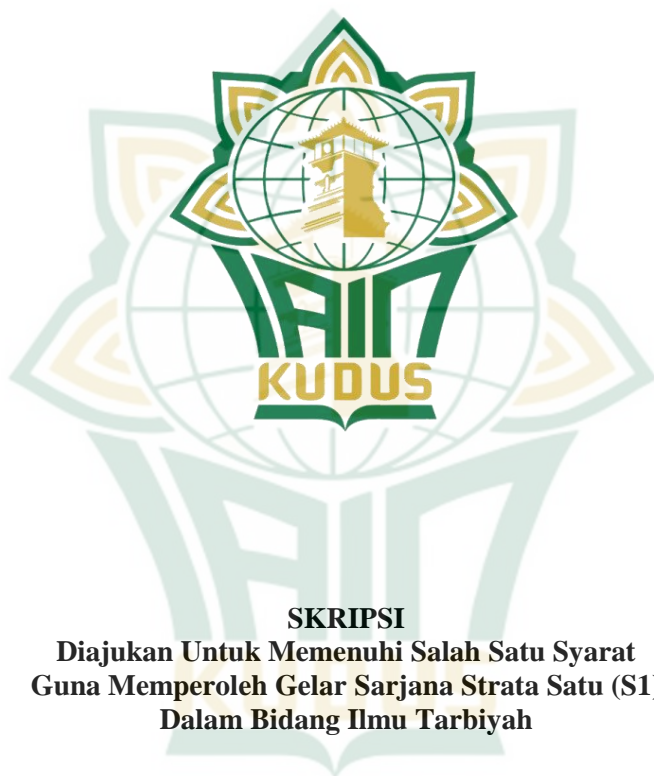 IAIN
KUDUS
SKRIPSI
Diajukan Untuk Memenuhi Salah Satu Syarat
Guna Memperoleh Gelar Sarjana Strata Satu (S1)
Dalam Bidang Ilmu Tarbiyah